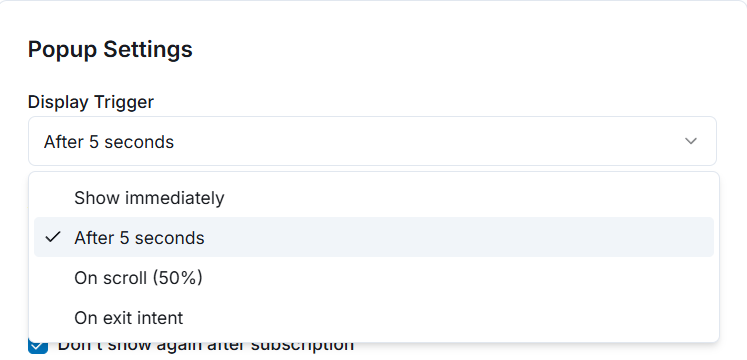 Popup Settings
Display Trigger
After 5 seconds
Show immediately
After 5 seconds
On scroll (50%)
On exit intent
Don't show again after subscription